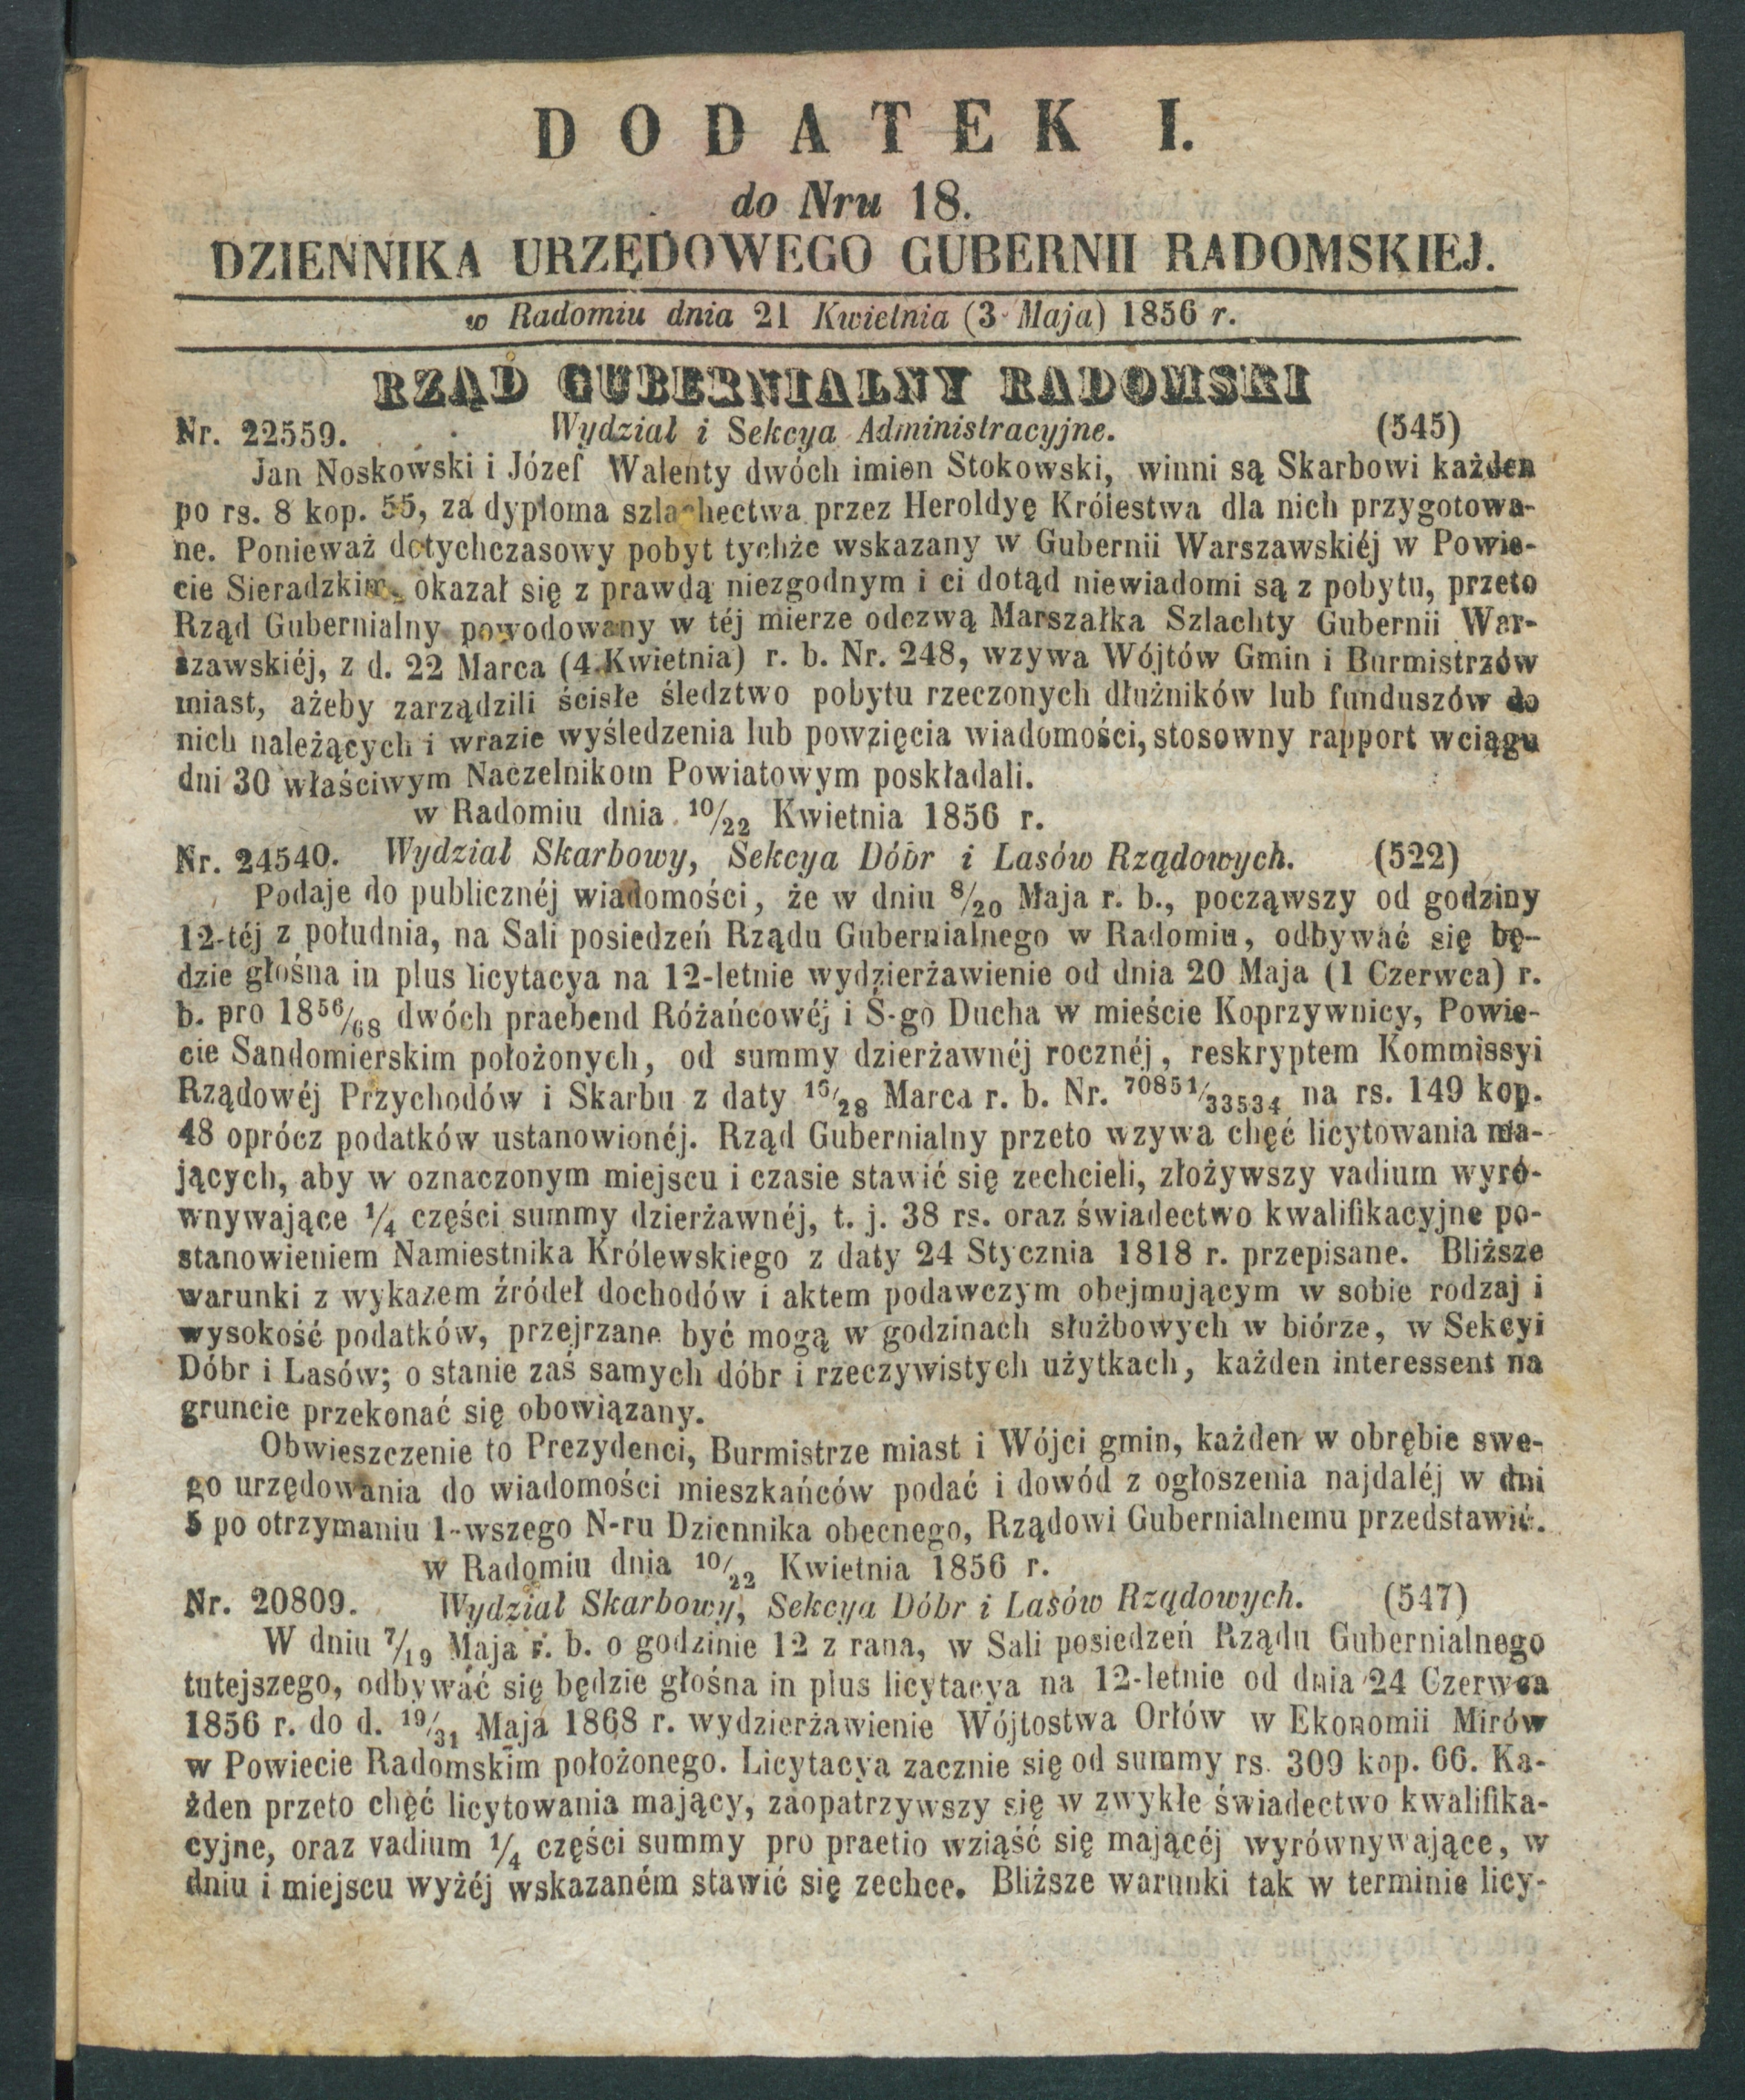 DODATEK I.
do Nru 18.
DZIENNIKA URZĘDOWEGO GUBERNII RADOMSKIEJ.
w Radomiu dnia 21 Kwietnia (3 Maja) 1856 r.
RZĄD GUBERNIALNY RADOMSKI
Nr. 22559. Wydział i Sekcya Administracyjne. (545)
Jan Noskowski i Józef Walenty dwóch imion Stokowski, winni są Skarbowi każden
po rs. 8 kop. 55, za dyploma szlachectwa przez Heroldyę Królestwa dla nich przygotowa-
ne. Ponieważ dotychczasowy pobyt tychże wskazany w Gubernii Warszawskiéj w Powie-
cie Sieradzkim, okazał się z prawdą niezgodnym i ci dotąd niewiadomi są z pobytu, przeto
Rząd Gubernialny powodowany w téj mierze odezwą Marszałka Szlachty Gubernii War-
szawskiéj, z d. 22 Marca (4 Kwietnia) r. b. Nr. 248, wzywa Wójtów Gmin i Burmistrzów
miast, ażeby zarządzili ścisłe śledztwo pobytu rzeczonych dłużników lub funduszów do
nich należących i wrazie wyśledzenia lub powzięcia wiadomości, stosowny rapport wciągu
dni 30 właściwym Naczelnikom Powiatowym poskładali.
w Radomiu dnia 10/22 Kwietnia 1856 r.
Nr. 24540. Wydział Skarbowy, Sekcya Dóbr i Lasów Rządowych. (522)
Podaje do publicznéj wiadomości, że w dniu 8/20 Maja r. b., począwszy od godziny
12-téj z południa, na Sali posiedzeń Rządu Gubernialnego w Radomiu, odbywać się bę-
dzie głośna in plus licytacya na 12-letnie wydzierżawienie od dnia 20 Maja (1 Czerwca) r.
b. pro 1856/68 dwóch praebend Różańcowéj i Ś-go Ducha w mieście Koprzywnicy, Powie-
cie Sandomierskim położonych, od summy dzierżawnéj rocznéj, reskryptem Kommissyi
Rządowéj Przychodów i Skarbu z daty 16/28 Marca r. b. Nr. 70851/33534 na rs. 149 kop.
48 oprócz podatków ustanowionéj. Rząd Gubernialny przeto wzywa chęć licytowania ma-
jących, aby w oznaczonym miejscu i czasie stawić się zechcieli, złożywszy vadium wyró-
wnywające 1/4 części summy dzierżawnéj, t. j. 38 rs. oraz świadectwo kwalifikacyjne po-
stanowieniem Namiestnika Królewskiego z daty 24 Stycznia 1818 r. przepisane. Bliższe
warunki z wykazem źródeł dochodów i aktem podawczym obejmującym w sobie rodzaj i
wysokość podatków, przejrzane być mogą w godzinach służbowych w biórze, w Sekcyi
Dóbr i Lasów; o stanie zaś samych dóbr i rzeczywistych użytkach, każden interessent na
gruncie przekonać się obowiązany.
Obwieszczenie to Prezydenci, Burmistrze miast i Wójci gmin, każden w obrębie swe-
go urzędowania do wiadomości mieszkańców podać i dowód z ogłoszenia najdaléj w dni
5 po otrzymaniu 1-wszego N-ru Dziennika obecnego, Rządowi Gubernialnemu przedstawić.
w Radomiu dnia 10/22 Kwietnia 1856 r.
Nr. 20809. Wydział Skarbowy, Sekcya Dóbr i Lasów Rządowych. (547)
W dniu 7/19 Maja r. b. o godzinie 12 z rana, w Sali posiedzeń Rządu Gubernialnego
tutejszego, odbywać się będzie głośna in plus licytacya na 12-letnie od dnia 24 Czerwca
1856 r. do d. 19/31 Maja 1868 r. wydzierżawienie Wójtostwa Orłów w Ekonomii Mirów
w Powiecie Radomskim położonego. Licytacya zacznie się od summy rs. 309 kop. 66. Ka-
żden przeto chęć licytowania mający, zaopatrzywszy się w zwykłe świadectwo kwalifika-
cyjne, oraz vadium 1/4 części summy pro praetio wziąść się mającéj wyrównywające, w
dniu i miejscu wyżéj wskazaném stawić się zechce. Bliższe warunki tak w terminie licy-